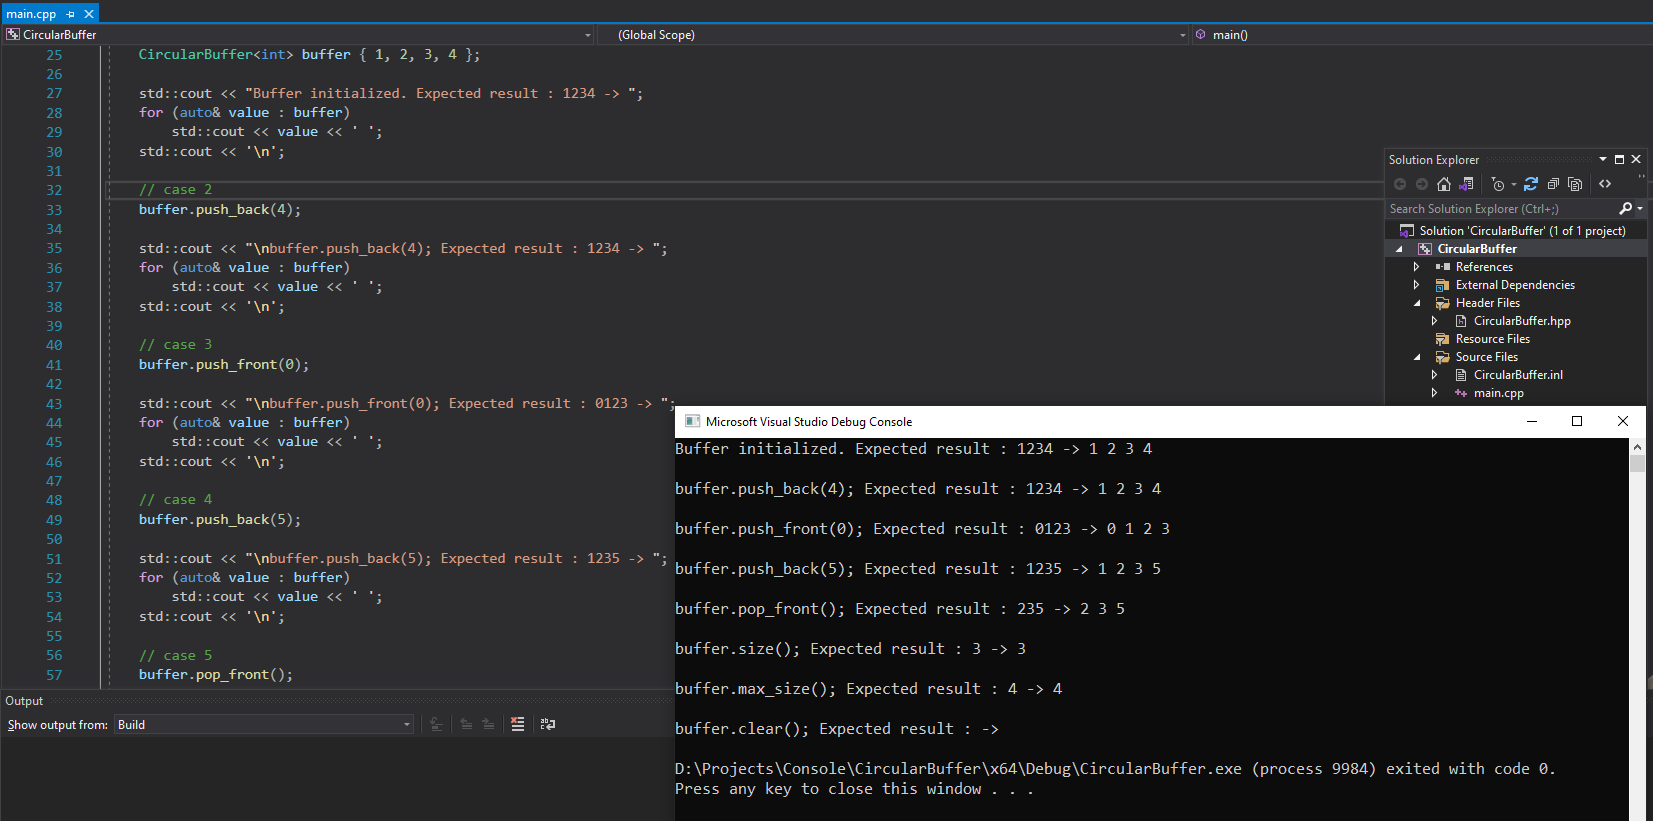 main.cpp
CircularBuffer (Global Scope) main()
25 CircularBuffer<int> buffer { 1, 2, 3, 4 };
26
27 std::cout << "Buffer initialized. Expected result : 1234 -> ";
28 for (auto& value : buffer)
29 std::cout << value << ' ';
30 std::cout << '\n';
31
32 // case 2
33 buffer.push_back(4);
34
35 std::cout << "\nbuffer.push_back(4); Expected result : 1234 -> ";
36 for (auto& value : buffer)
37 std::cout << value << ' ';
38 std::cout << '\n';
39
40 // case 3
41 buffer.push_front(0);
42
43 std::cout << "\nbuffer.push_front(0); Expected result : 0123 -> ";
44 for (auto& value : buffer)
45 std::cout << value << ' ';
46 std::cout << '\n';
47
48 // case 4
49 buffer.push_back(5);
50
51 std::cout << "\nbuffer.push_back(5); Expected result : 1235 -> ";
52 for (auto& value : buffer)
53 std::cout << value << ' ';
54 std::cout << '\n';
55
56 // case 5
57 buffer.pop_front();
Output
Show output from: Build
Solution Explorer
Search Solution Explorer (Ctrl+;)
Solution 'CircularBuffer' (1 of 1 project)
CircularBuffer
References
External Dependencies
Header Files
CircularBuffer.hpp
Resource Files
Source Files
CircularBuffer.inl
main.cpp
Microsoft Visual Studio Debug Console
Buffer initialized. Expected result : 1234 -> 1 2 3 4
buffer.push_back(4); Expected result : 1234 -> 1 2 3 4
buffer.push_front(0); Expected result : 0123 -> 0 1 2 3
buffer.push_back(5); Expected result : 1235 -> 1 2 3 5
buffer.pop_front(); Expected result : 235 -> 2 3 5
buffer.size(); Expected result : 3 -> 3
buffer.max_size(); Expected result : 4 -> 4
buffer.clear(); Expected result : ->
D:\Projects\Console\CircularBuffer\x64\Debug\CircularBuffer.exe (process 9984) exited with code 0.
Press any key to close this window . . .